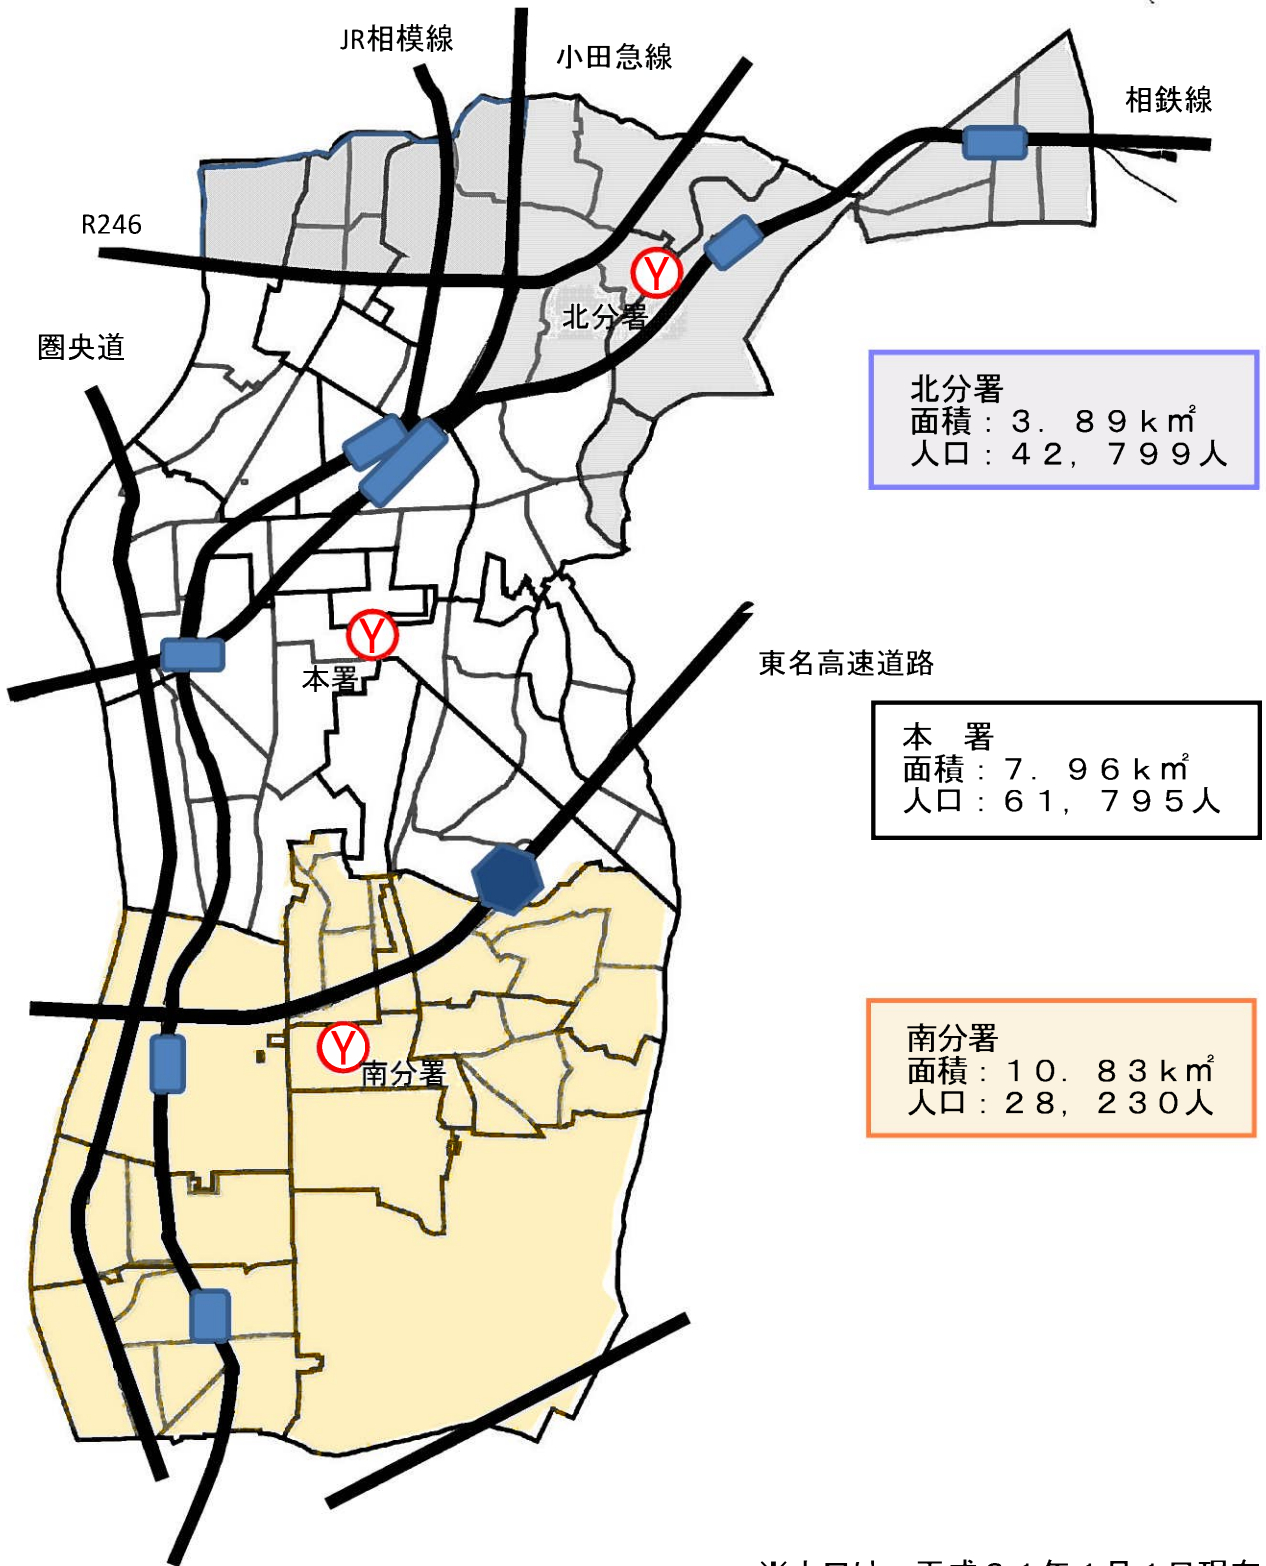 JR相模線
小田急線
相鉄線
R246
北分署
圏央道
北分署
面積：３．８９ｋ㎡
人口：４２，７９９人
本署
東名高速道路
本　署
面積：７．９６ｋ㎡
人口：６１，７９５人
Y
Y
南分署
面積：１０．８３ｋ㎡
人口：２８，２３０人
Y
南分署